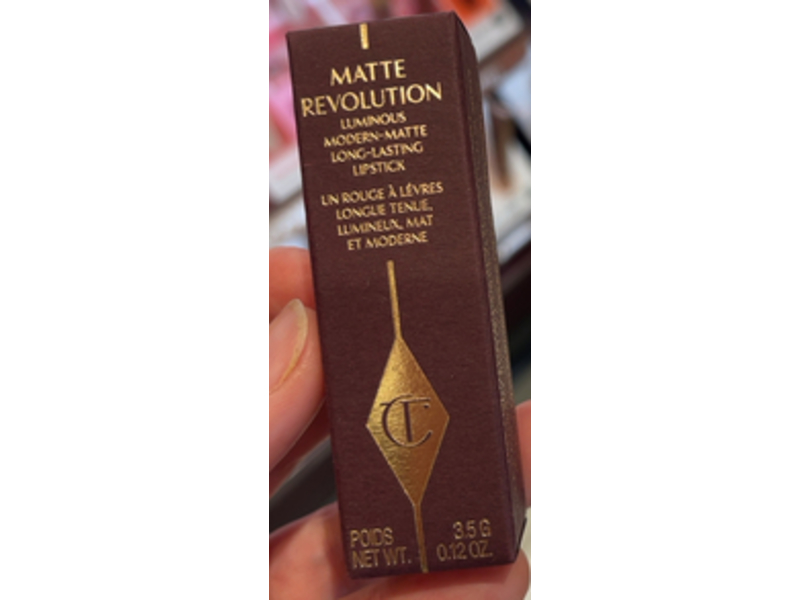 MATTE
REVOLUTION
LUMINOUS
MODERN-MATTE
LONG-LASTING
LIPSTICK
UN ROUGE À LÈVRES
LONGUE TENUE,
LUMINEUX, MAT
ET MODERNE
CT
POIDS 3.5 G
NET WT. 0.12 OZ.